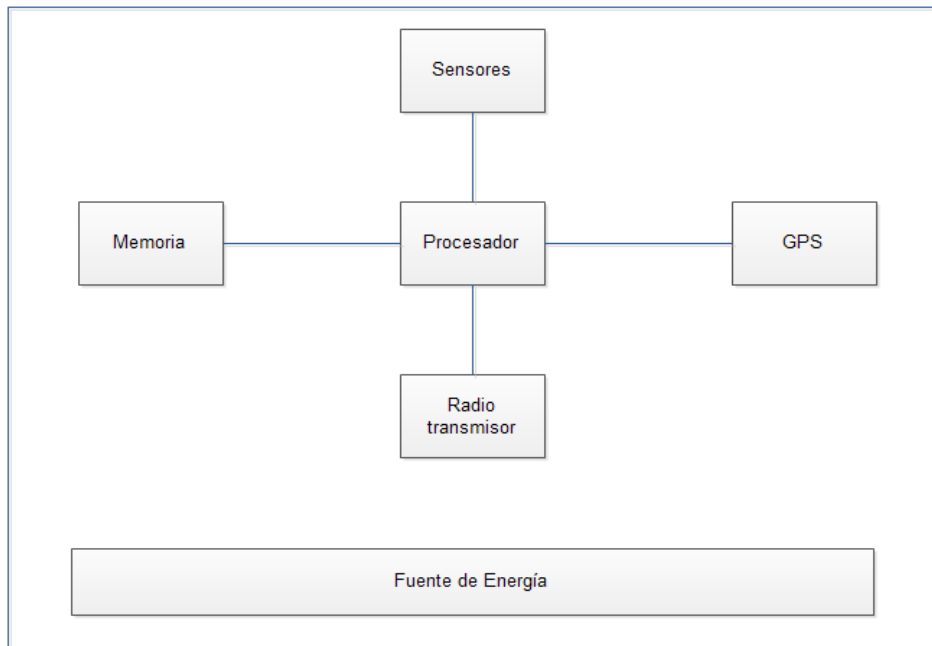 Sensores
Memoria
Procesador
GPS
Radio
transmisor
Fuente de Energía